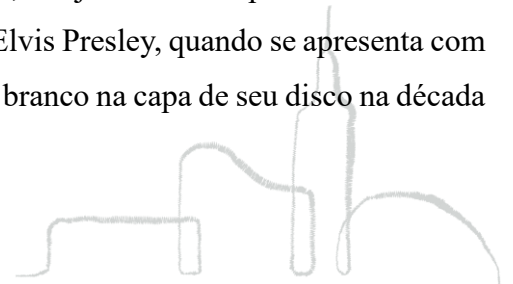 Elvis Presley, quando se apresenta com
branco na capa de seu disco na década